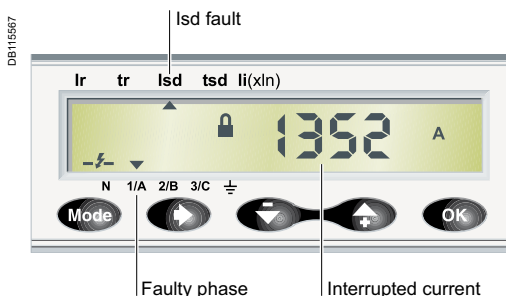 DB115567
Isd fault
Ir tr Isd tsd Ii(xIn)
1352 A
N 1/A 2/B 3/C
Mode OK
Faulty phase Interrupted current